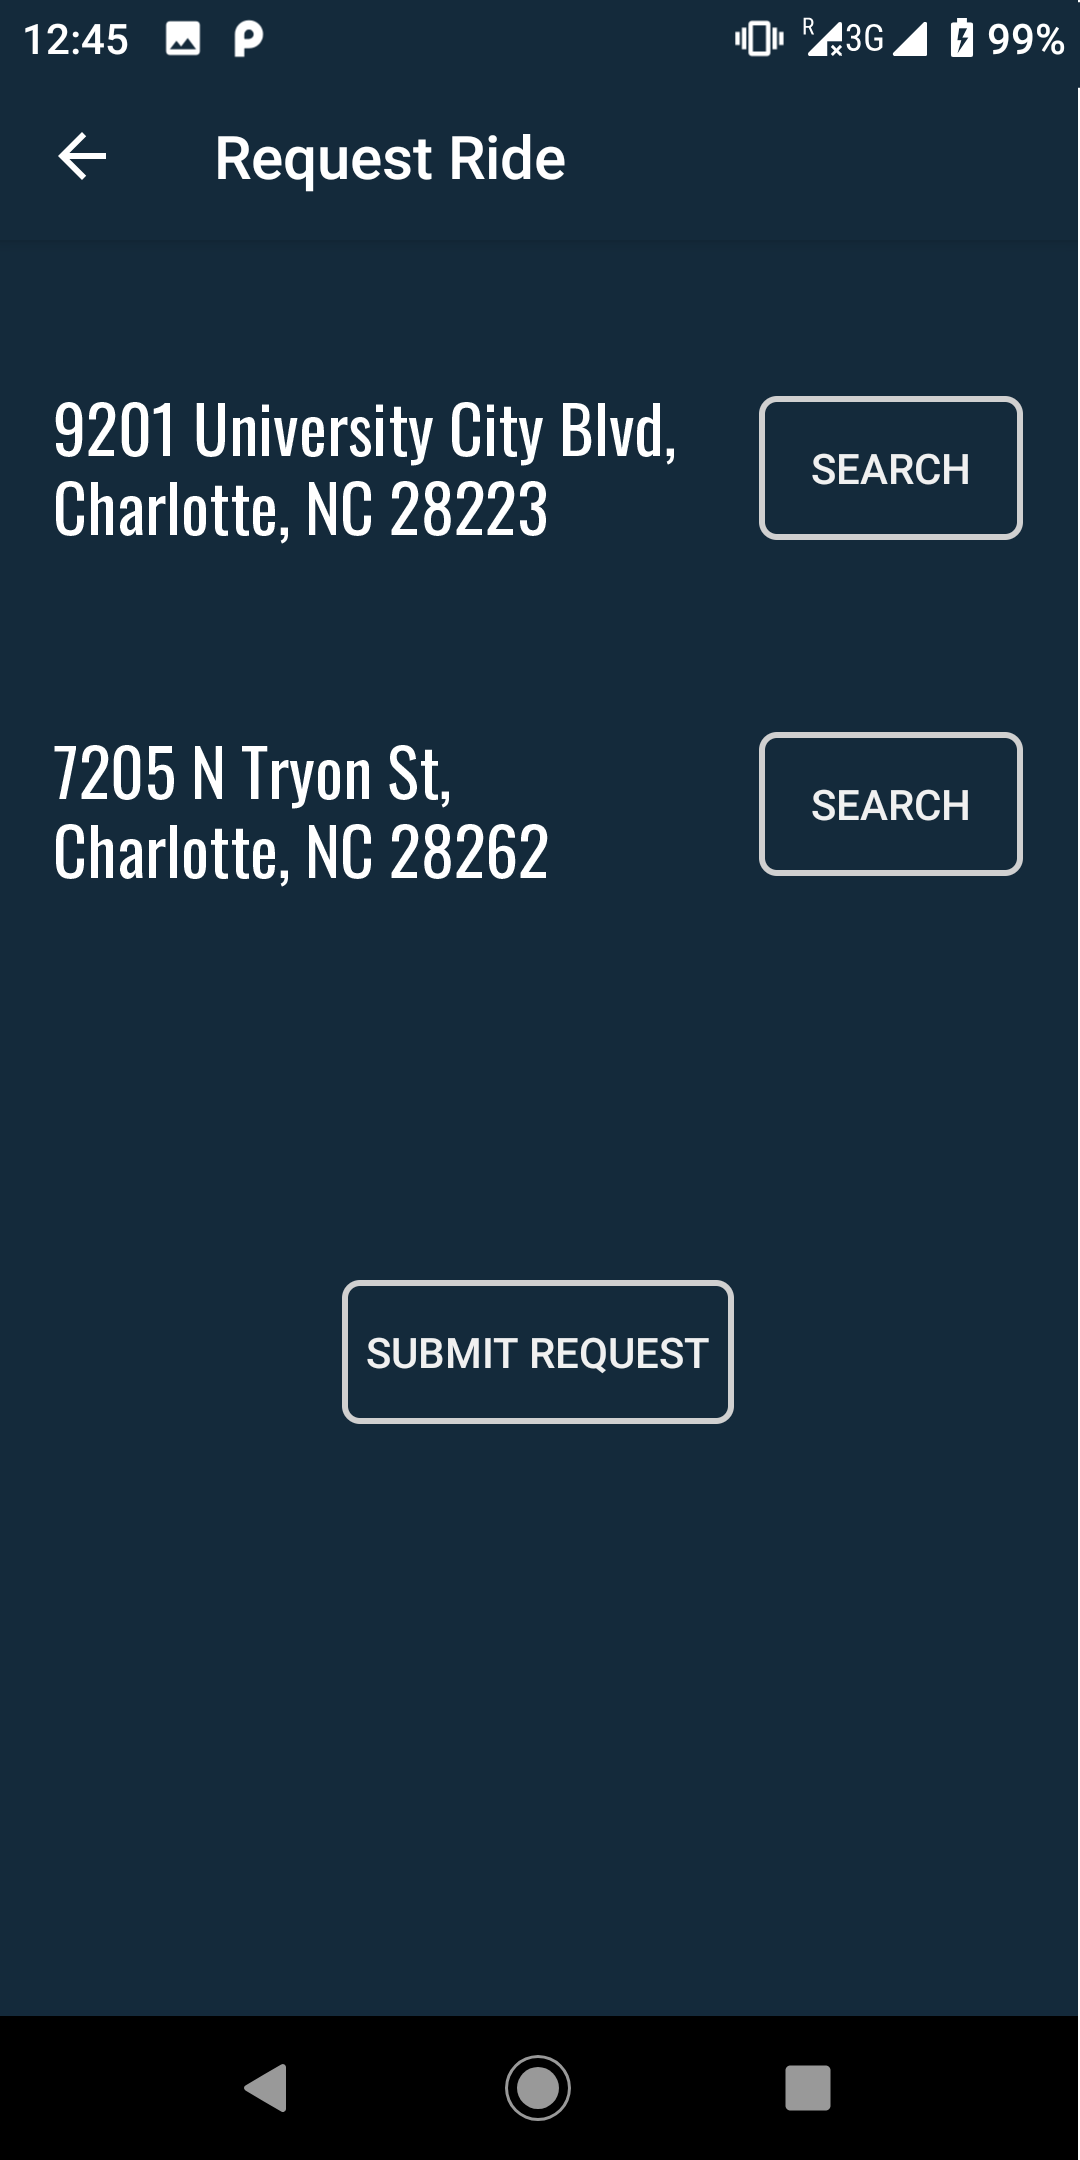 12:45 R 3G 99%
Request Ride
9201 University City Blvd,
Charlotte, NC 28223
SEARCH
7205 N Tryon St,
Charlotte, NC 28262
SEARCH
SUBMIT REQUEST